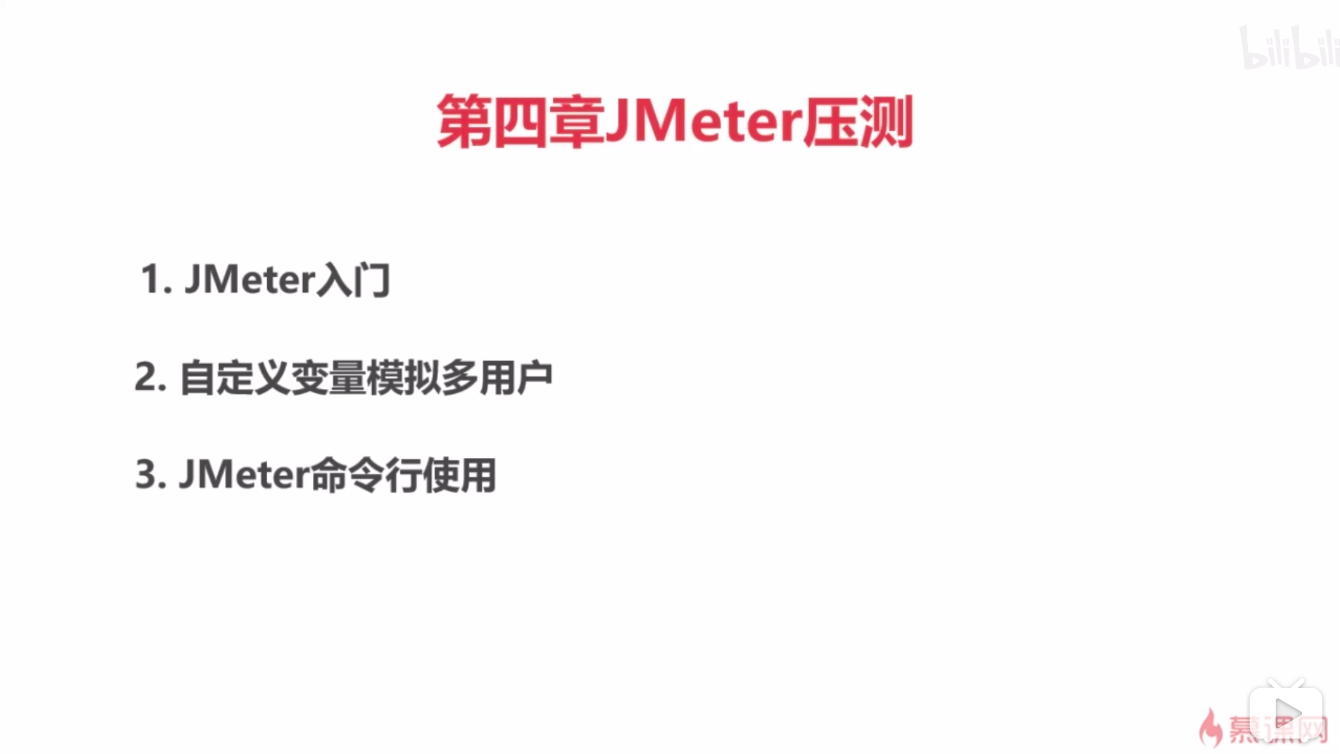 bilibili
第四章JMeter压测
1. JMeter入门
2. 自定义变量模拟多用户
3. JMeter命令行使用
慕课网